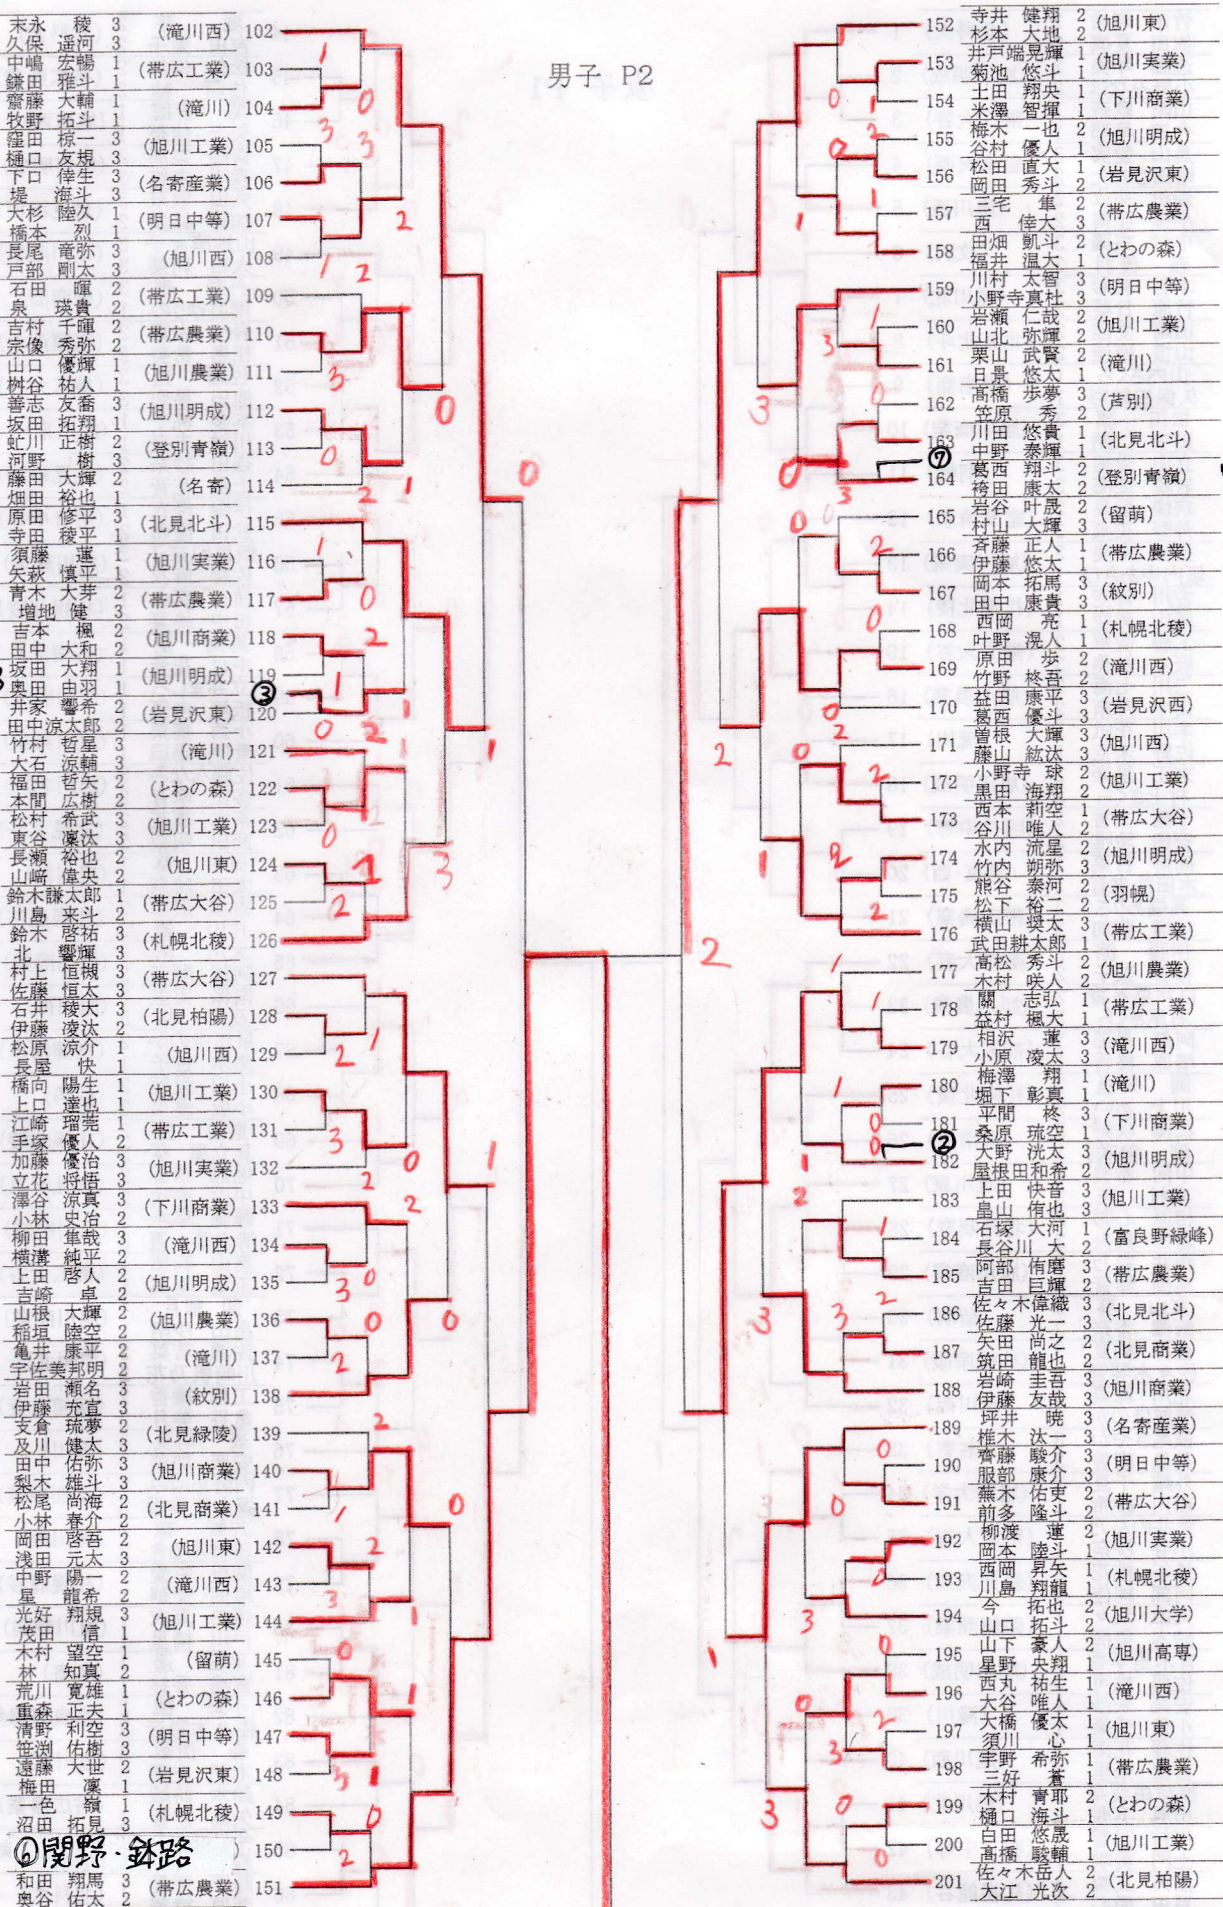 男子 P2
末永 稜 3
久保 遥河 3
(滝川西) 102
中嶋 宏暢 1
鎌田 雅斗 1
(帯広工業) 103
齋藤 大輔 1
牧野 拓斗 1
(滝川) 104
窪田 椋一 3
樋口 友規 3
(旭川工業) 105
下口 倖生 3
堤 海斗 3
(名寄産業) 106
大杉 陸久 1
橋本 烈 1
(明日中等) 107
長尾 竜弥 3
戸部 剛太 3
(旭川西) 108
石田 暉 2
泉 瑛貴 2
(帯広工業) 109
吉村 千暉 2
宗像 秀弥 2
(帯広農業) 110
山口 優輝 1
桝谷 祐人 1
(旭川農業) 111
善志 友喬 3
坂田 拓翔 1
(旭川明成) 112
虻川 正樹 2
河野 樹 3
(登別青嶺) 113
藤田 大輝 2
畑田 裕也 1
(名寄) 114
原田 修平 3
寺田 稜平 1
(北見北斗) 115
須藤 蓮 1
矢萩 慎平 1
(旭川実業) 116
青木 大芽 2
増地 健 3
(帯広農業) 117
吉本 楓 2
田中 大和 2
(旭川商業) 118
坂田 大翔 1
奥田 由羽 1
(旭川明成) 119
③
井家 響希 2
田中涼太郎 2
(岩見沢東) 120
竹村 哲星 3
大石 涼輔 3
(滝川) 121
福田 哲矢 2
本間 広樹 2
(とわの森) 122
松村 希武 3
東谷 凜汰 3
(旭川工業) 123
長瀬 裕也 2
山﨑 偉央 2
(旭川東) 124
鈴木謙太郎 1
川島 来斗 2
(帯広大谷) 125
鈴木 啓祐 3
北 響輝 3
(札幌北稜) 126
村上 恒槻 3
佐藤 恒太 3
(帯広大谷) 127
石井 稜大 3
伊藤 凌汰 2
(北見柏陽) 128
松原 涼介 1
長屋 快 1
(旭川西) 129
橋向 陽生 1
上口 達也 1
(旭川工業) 130
江崎 瑠莞 1
手塚 優人 2
(帯広工業) 131
加藤 優治 3
立花 将悟 3
(旭川実業) 132
澤谷 涼真 3
小林 史治 2
(下川商業) 133
柳田 隼哉 3
横溝 純平 2
(滝川西) 134
上田 啓人 2
吉崎 卓 2
(旭川明成) 135
山根 大輝 2
稲垣 陸空 2
(旭川農業) 136
亀井 康平 2
宇佐美邦明 2
(滝川) 137
岩田 瀬名 3
伊藤 充宣 3
(紋別) 138
支倉 琉夢 2
及川 健太 3
(北見緑陵) 139
田中 佑弥 3
梨木 雄斗 3
(旭川商業) 140
松尾 尚海 2
小林 春介 2
(北見商業) 141
岡田 啓吾 2
浅田 元太 3
(旭川東) 142
中野 陽一 2
星 龍希 2
(滝川西) 143
光好 翔規 3
茂田 信 1
(旭川工業) 144
木村 望空 1
林 知真 2
(留萌) 145
荒川 寛雄 1
重森 正夫 1
(とわの森) 146
清野 利空 3
笹渕 佑樹 3
(明日中等) 147
遠藤 大世 2
梅田 凜 1
(岩見沢東) 148
一色 嶺 1
沼田 拓見 3
(札幌北稜) 149
⑥関野・釧路 ) 150
和田 翔馬 3
奥谷 佑太 2
(帯広農業) 151
152 寺井 健翔 2
杉本 大地 2
(旭川東)
153 井戸端晃輝 1
菊池 悠斗 1
(旭川実業)
154 土田 翔央 1
米澤 智揮 1
(下川商業)
155 梅木 一也 2
谷村 優人 1
(旭川明成)
156 松田 直大 1
岡田 秀斗 2
(岩見沢東)
157 三宅 隼 2
西 倖大 3
(帯広農業)
158 田畑 凱斗 2
福井 温大 1
(とわの森)
159 川村 太智 3
小野寺真杜 3
(明日中等)
160 岩瀬 仁哉 2
山北 弥輝 2
(旭川工業)
161 栗山 武賢 2
日景 悠太 1
(滝川)
162 髙橋 歩夢 3
笠原 秀 2
(芦別)
163 川田 悠貴 1
中野 泰輝 1
(北見北斗)
⑦
164 葛西 翔斗 2
袴田 康太 2
(登別青嶺)
165 岩谷 叶晟 2
村山 大輝 3
(留萌)
166 斉藤 正人 1
伊藤 悠太 1
(帯広農業)
167 岡本 拓馬 3
田中 康貴 3
(紋別)
168 西岡 亮 1
叶野 滉人 1
(札幌北稜)
169 原田 歩 2
竹野 柊吾 2
(滝川西)
170 益田 康平 3
葛西 優斗 3
(岩見沢西)
171 曽根 大輝 3
藤山 紘汰 3
(旭川西)
172 小野寺 球 2
黒田 海翔 2
(旭川工業)
173 西本 莉空 1
谷川 唯人 2
(帯広大谷)
174 水内 流星 2
竹内 朔弥 3
(旭川明成)
175 熊谷 泰河 2
松下 裕二 2
(羽幌)
176 横山 奨太 3
武田耕太郎 1
(帯広工業)
177 高松 秀斗 2
木村 咲人 2
(旭川農業)
178 關 志弘 1
益村 楓大 1
(帯広工業)
179 相沢 蓮 3
小原 凌太 3
(滝川西)
180 梅澤 翔 1
堀下 彰真 1
(滝川)
181 平間 柊 3
桑原 琉空 1
(下川商業)
②
182 大野 洸太 3
屋根田和希 2
(旭川明成)
183 上田 快音 3
畠山 侑也 3
(旭川工業)
184 石塚 大河 1
長谷川 大 2
(富良野緑峰)
185 阿部 侑磨 3
吉田 巨輝 2
(帯広農業)
186 佐々木偉織 3
佐藤 光一 3
(北見北斗)
187 矢田 尚之 2
筑田 龍也 2
(北見商業)
188 岩崎 圭吾 3
伊藤 友哉 3
(旭川商業)
189 坪井 暁 3
椎木 汰一 3
(名寄産業)
190 齊藤 駿介 3
服部 康介 3
(明日中等)
191 蕪木 佑吏 2
前多 隆斗 2
(帯広大谷)
192 柳渡 蓮 2
岡本 陸斗 1
(旭川実業)
193 西岡 昇矢 1
川島 翔龍 1
(札幌北稜)
194 今 拓也 2
山口 拓斗 2
(旭川大学)
195 山下 豪人 2
星野 央翔 1
(旭川高専)
196 西丸 祐生 1
大谷 唯人 1
(滝川西)
197 大橋 優太 1
須川 心 1
(旭川東)
198 宇野 希弥 1
三好 蒼 1
(帯広農業)
199 木村 青耶 2
樋口 海斗 1
(とわの森)
200 白田 悠晟 1
髙橋 駿輔 1
(旭川工業)
201 佐々木岳人 2
大江 光次 2
(北見柏陽)